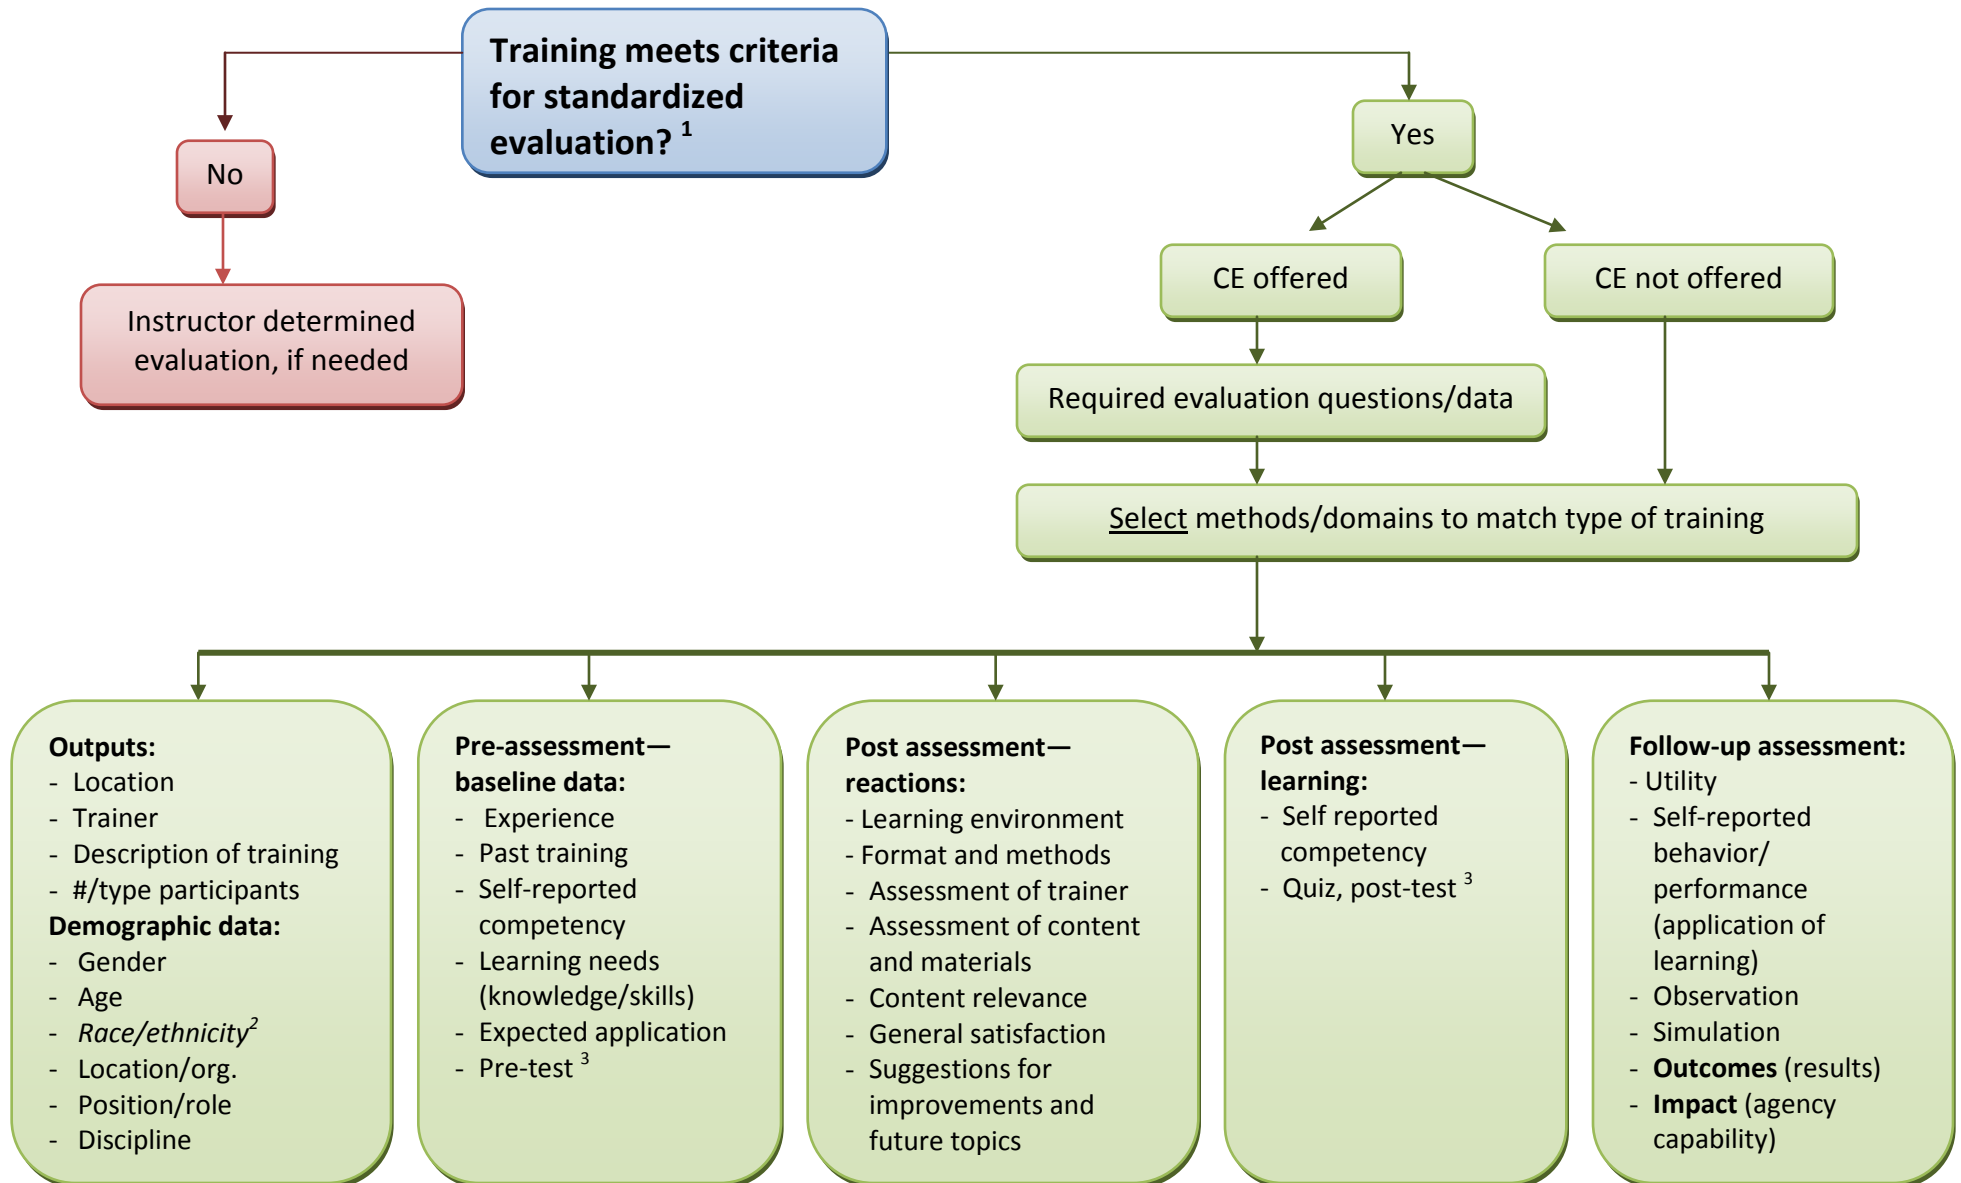 Training meets criteria
for standardized
evaluation? 1
No
Yes
Instructor determined
evaluation, if needed
CE offered
CE not offered
Required evaluation questions/data
Select methods/domains to match type of training
Outputs:
- Location
- Trainer
- Description of training
- #/type participants
Demographic data:
- Gender
- Age
- Race/ethnicity2
- Location/org.
- Position/role
- Discipline
Pre-assessment—
baseline data:
- Experience
- Past training
- Self-reported
competency
- Learning needs
(knowledge/skills)
- Expected application
- Pre-test 3
Post assessment—
reactions:
- Learning environment
- Format and methods
- Assessment of trainer
- Assessment of content
and materials
- Content relevance
- General satisfaction
- Suggestions for
improvements and
future topics
Post assessment—
learning:
- Self reported
competency
- Quiz, post-test 3
Follow-up assessment:
- Utility
- Self-reported
behavior/
performance
(application of
learning)
- Observation
- Simulation
- Outcomes (results)
- Impact (agency
capability)